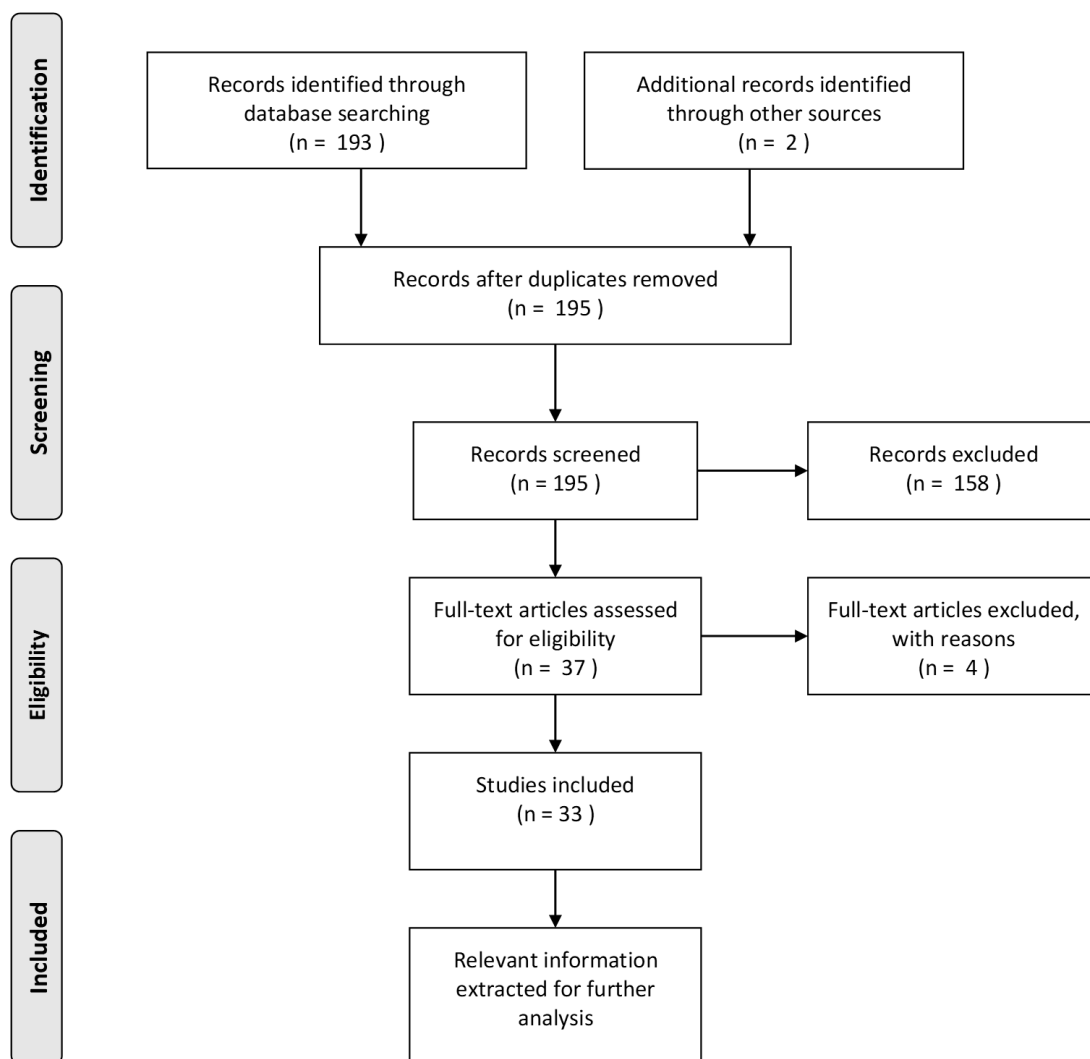 Identification
Records identified through
database searching
(n =  193 )
Additional records identified
through other sources
(n =  2 )
Records after duplicates removed
(n =  195 )
Screening
Records screened
(n = 195 )
Records excluded
(n =  158 )
Eligibility
Full-text articles assessed
for eligibility
(n =  37 )
Full-text articles excluded,
with reasons
(n =  4 )
Studies included
(n = 33 )
Included
Relevant information
extracted for further
analysis